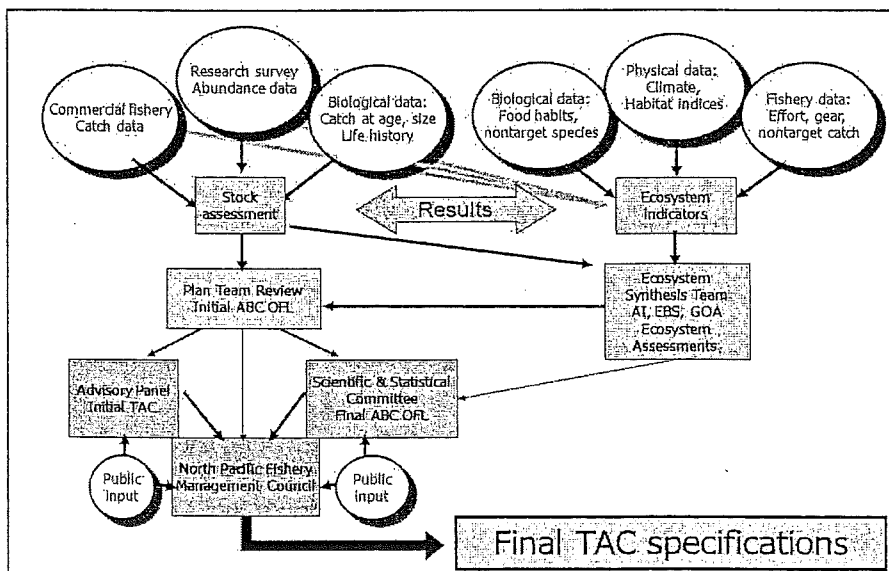 Research survey
Abundance data
Physical data:
Climate,
Habitat indices
Commercial fishery
Catch data
Biological data:
Catch at age, size
Life history
Biological data:
Food habits,
nontarget species
Fishery data:
Effort, gear,
nontarget catch
Stock
assessment
Results
Ecosystem
Indicators
Plan Team Review
Initial ABC OFL
Ecosystem
Synthesis Team
AI, EBS, GOA
Ecosystem
Assessments
Advisory Panel
Initial TAC
Scientific & Statistical
Committee
Final ABC OFL
Public
Input
North Pacific Fishery
Management Council
Public
Input
Final TAC specifications